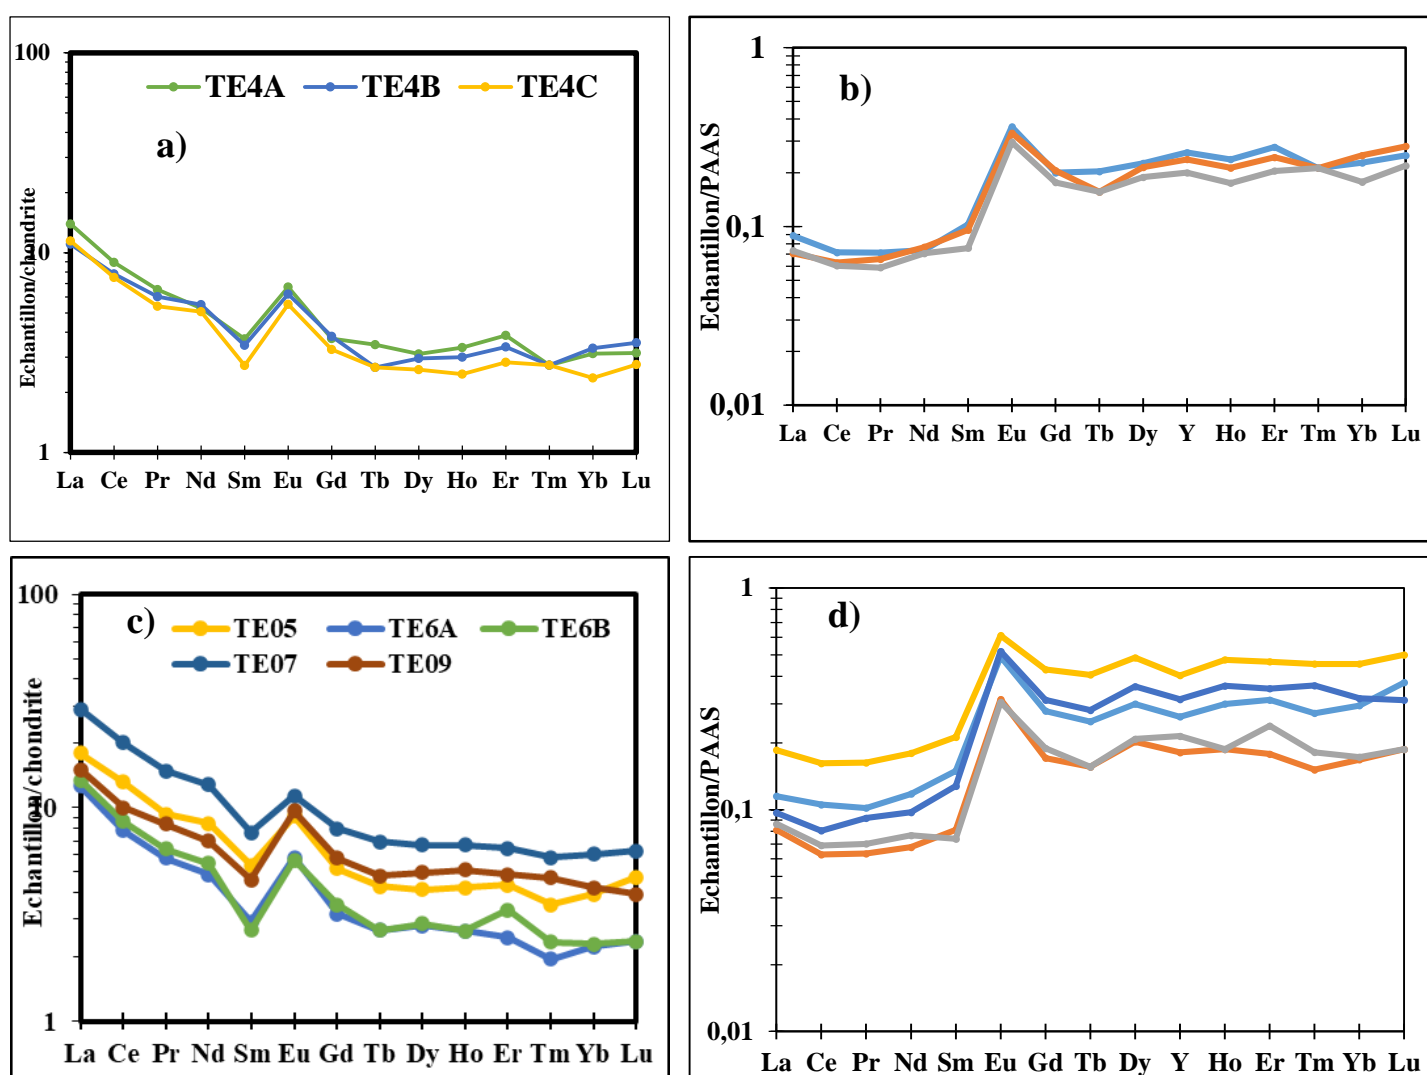 100
TE4A TE4B TE4C
a)
10
Echantillon/chondrite
1
La Ce Pr Nd Sm Eu Gd Tb Dy Ho Er Tm Yb Lu
1
b)
Echantillon/PAAS
0,1
0,01
La Ce Pr Nd Sm Eu Gd Tb Dy Y Ho Er Tm Yb Lu
100
c)
TE05 TE6A TE6B
TE07 TE09
10
Echantillon/chondrite
1
La Ce Pr Nd Sm Eu Gd Tb Dy Ho Er Tm Yb Lu
1
d)
Echantillon/PAAS
0,1
0,01
La Ce Pr Nd Sm Eu Gd Tb Dy Y Ho Er Tm Yb Lu